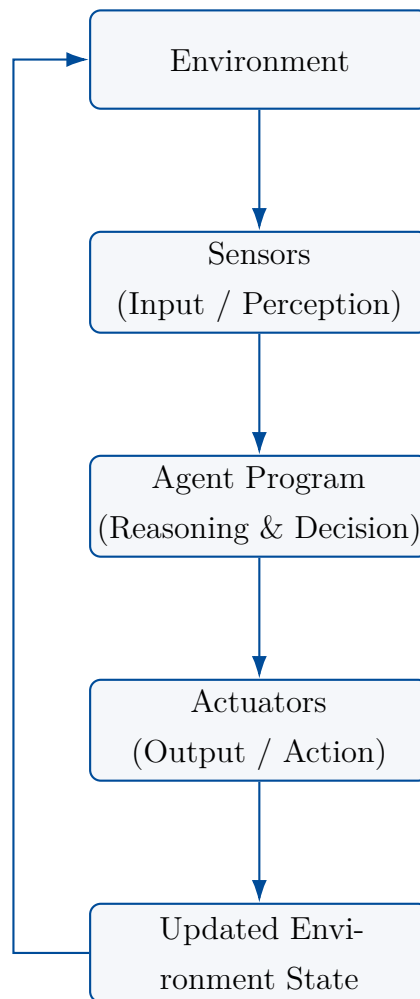 Environment
Sensors
(Input / Perception)
Agent Program
(Reasoning & Decision)
Actuators
(Output / Action)
Updated Envi-
ronment State